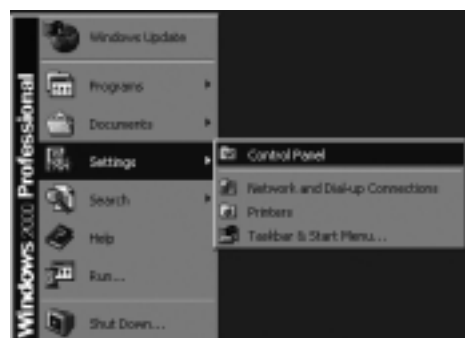 Windows 2000 Professional
Windows Update
Programs
Documents
Settings
Search
Help
Run...
Shut Down...
Control Panel
Network and Dial-up Connections
Printers
Taskbar & Start Menu...